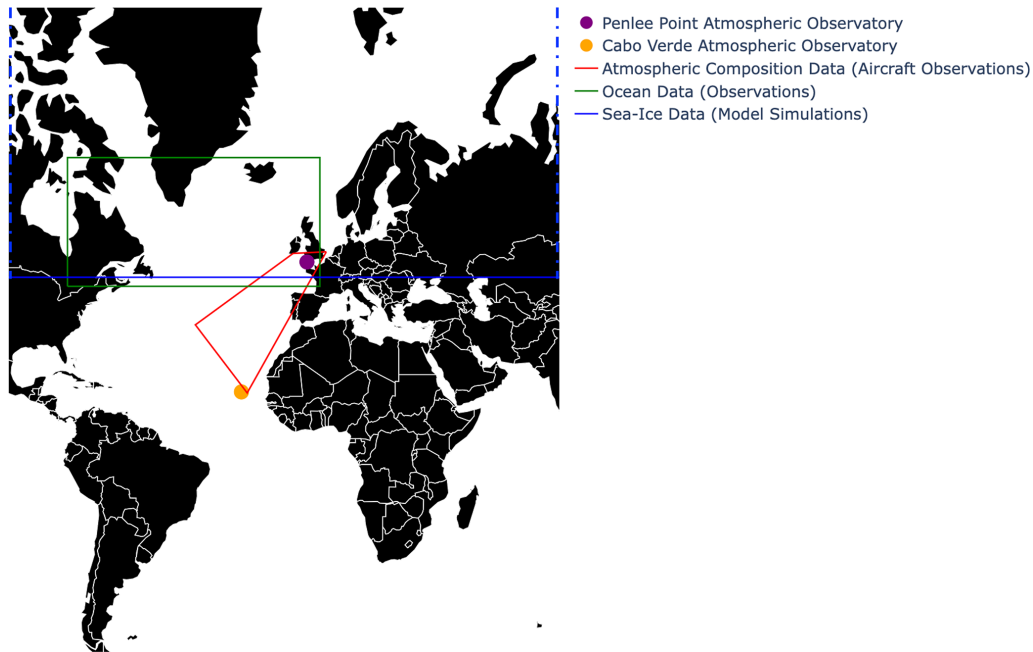 Penlee Point Atmospheric Observatory
Cabo Verde Atmospheric Observatory
Atmospheric Composition Data (Aircraft Observations)
Ocean Data (Observations)
Sea-Ice Data (Model Simulations)